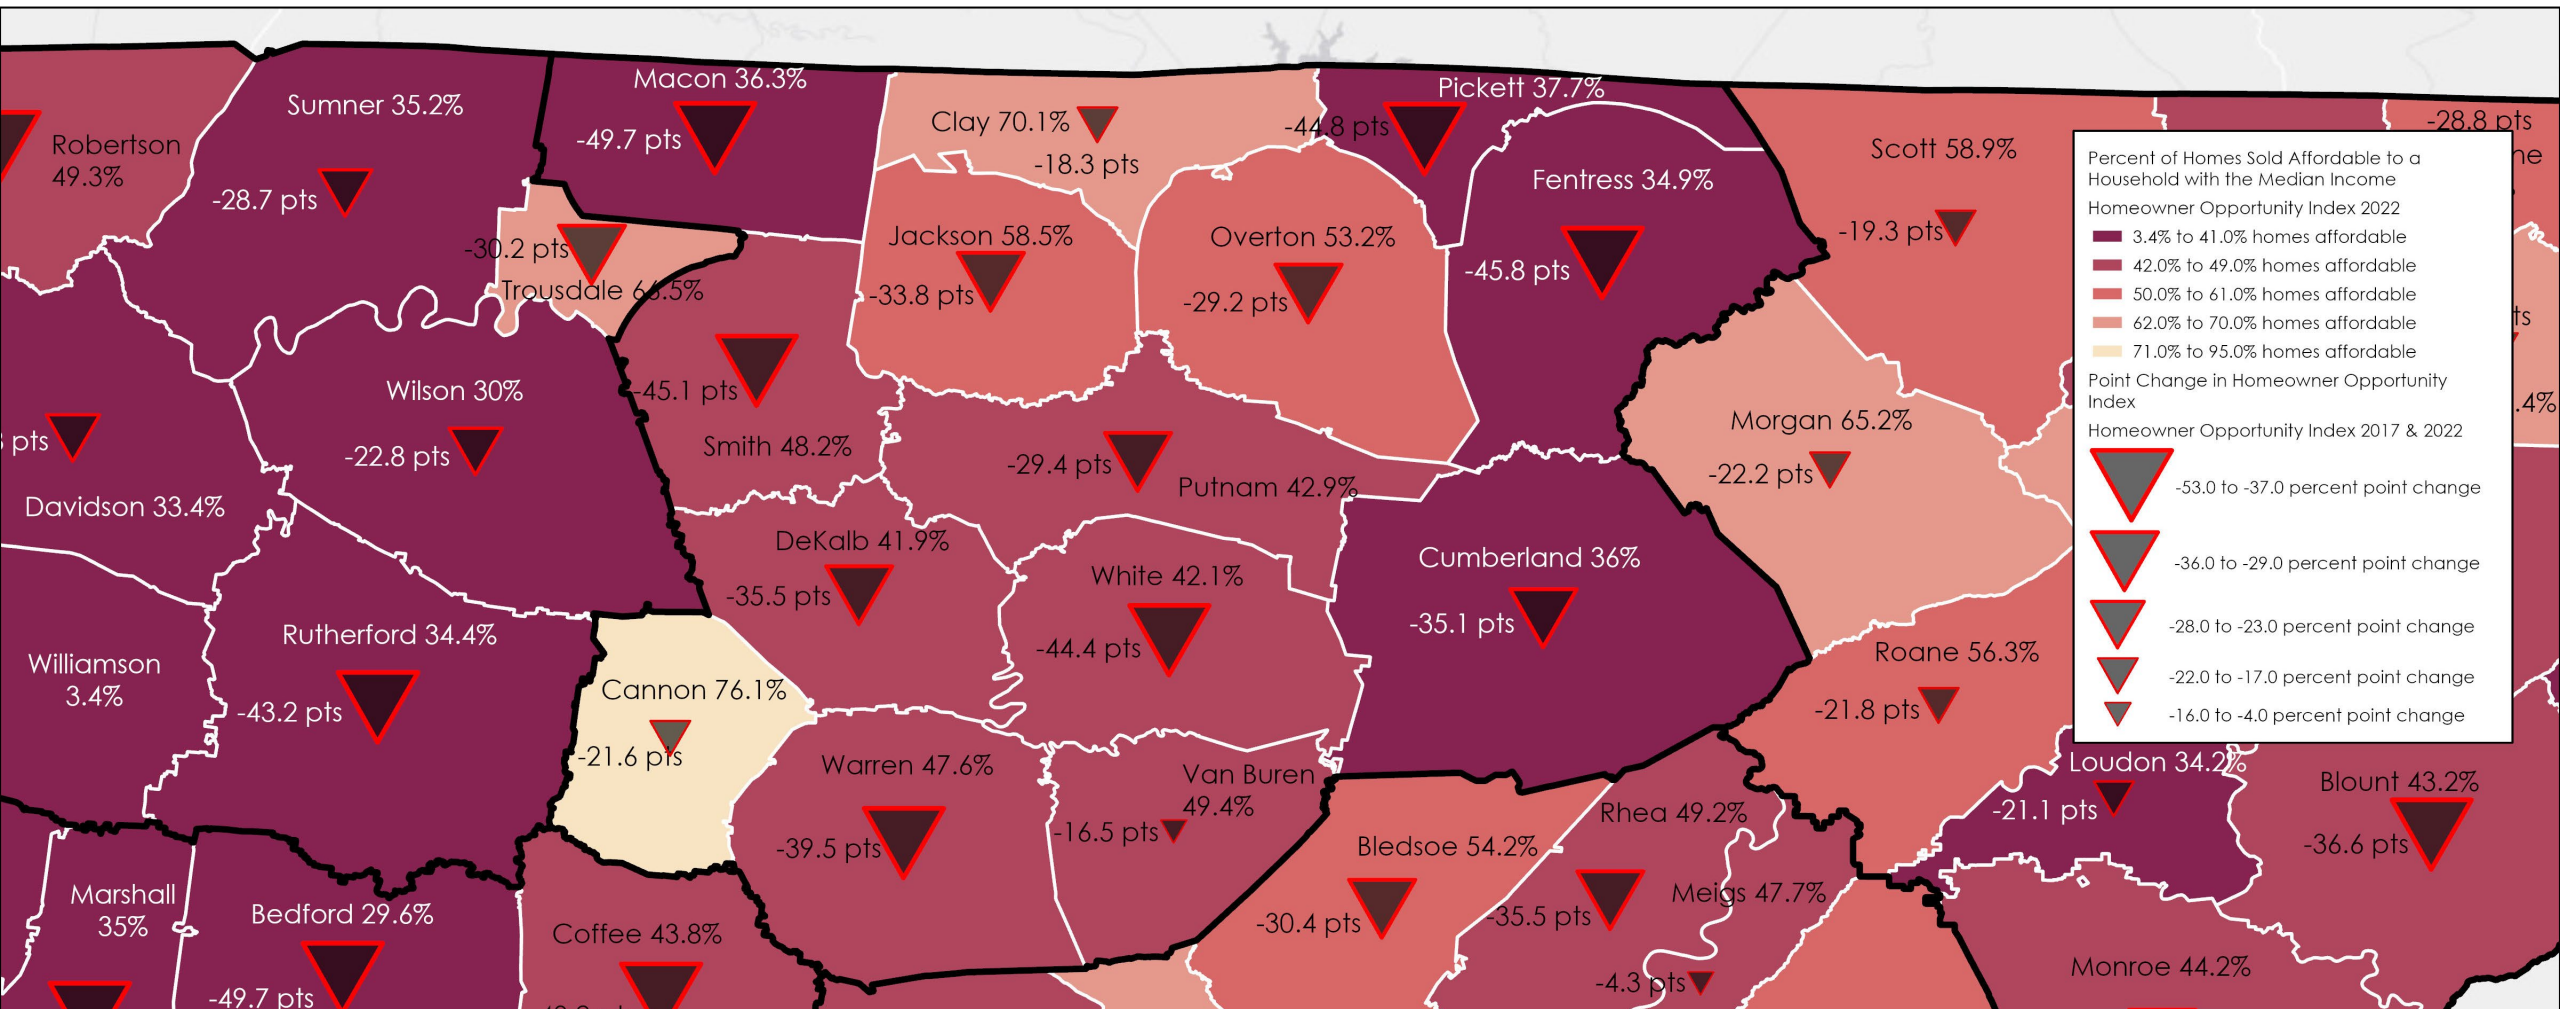 Macon 36.3%
-49.7 pts
Sumner 35.2%
-28.7 pts
Robertson
49.3%
Clay 70.1%
-18.3 pts
Pickett 37.7%
-44.8 pts
Fentress 34.9%
-45.8 pts
Scott 58.9%
-19.3 pts
-28.8 pts
-30.2 pts
Trousdale 66.5%
Jackson 58.5%
-33.8 pts
Overton 53.2%
-29.2 pts
Wilson 30%
-22.8 pts
-45.1 pts
Smith 48.2%
-29.4 pts
Putnam 42.9%
Morgan 65.2%
-22.2 pts
pts
Davidson 33.4%
DeKalb 41.9%
-35.5 pts
White 42.1%
-44.4 pts
Cumberland 36%
-35.1 pts
Williamson
3.4%
Rutherford 34.4%
-43.2 pts
Cannon 76.1%
-21.6 pts
Roane 56.3%
-21.8 pts
Warren 47.6%
-39.5 pts
Van Buren
49.4%
-16.5 pts
Loudon 34.2%
-21.1 pts
Blount 43.2%
-36.6 pts
Rhea 49.2%
-35.5 pts
Bledsoe 54.2%
-30.4 pts
Meigs 47.7%
-4.3 pts
Marshall
35%
Bedford 29.6%
-49.7 pts
Coffee 43.8%
Monroe 44.2%
Percent of Homes Sold Affordable to a
Household with the Median Income
Homeowner Opportunity Index 2022
3.4% to 41.0% homes affordable
42.0% to 49.0% homes affordable
50.0% to 61.0% homes affordable
62.0% to 70.0% homes affordable
71.0% to 95.0% homes affordable
Point Change in Homeowner Opportunity
Index
Homeowner Opportunity Index 2017 & 2022
-53.0 to -37.0 percent point change
-36.0 to -29.0 percent point change
-28.0 to -23.0 percent point change
-22.0 to -17.0 percent point change
-16.0 to -4.0 percent point change
.4%